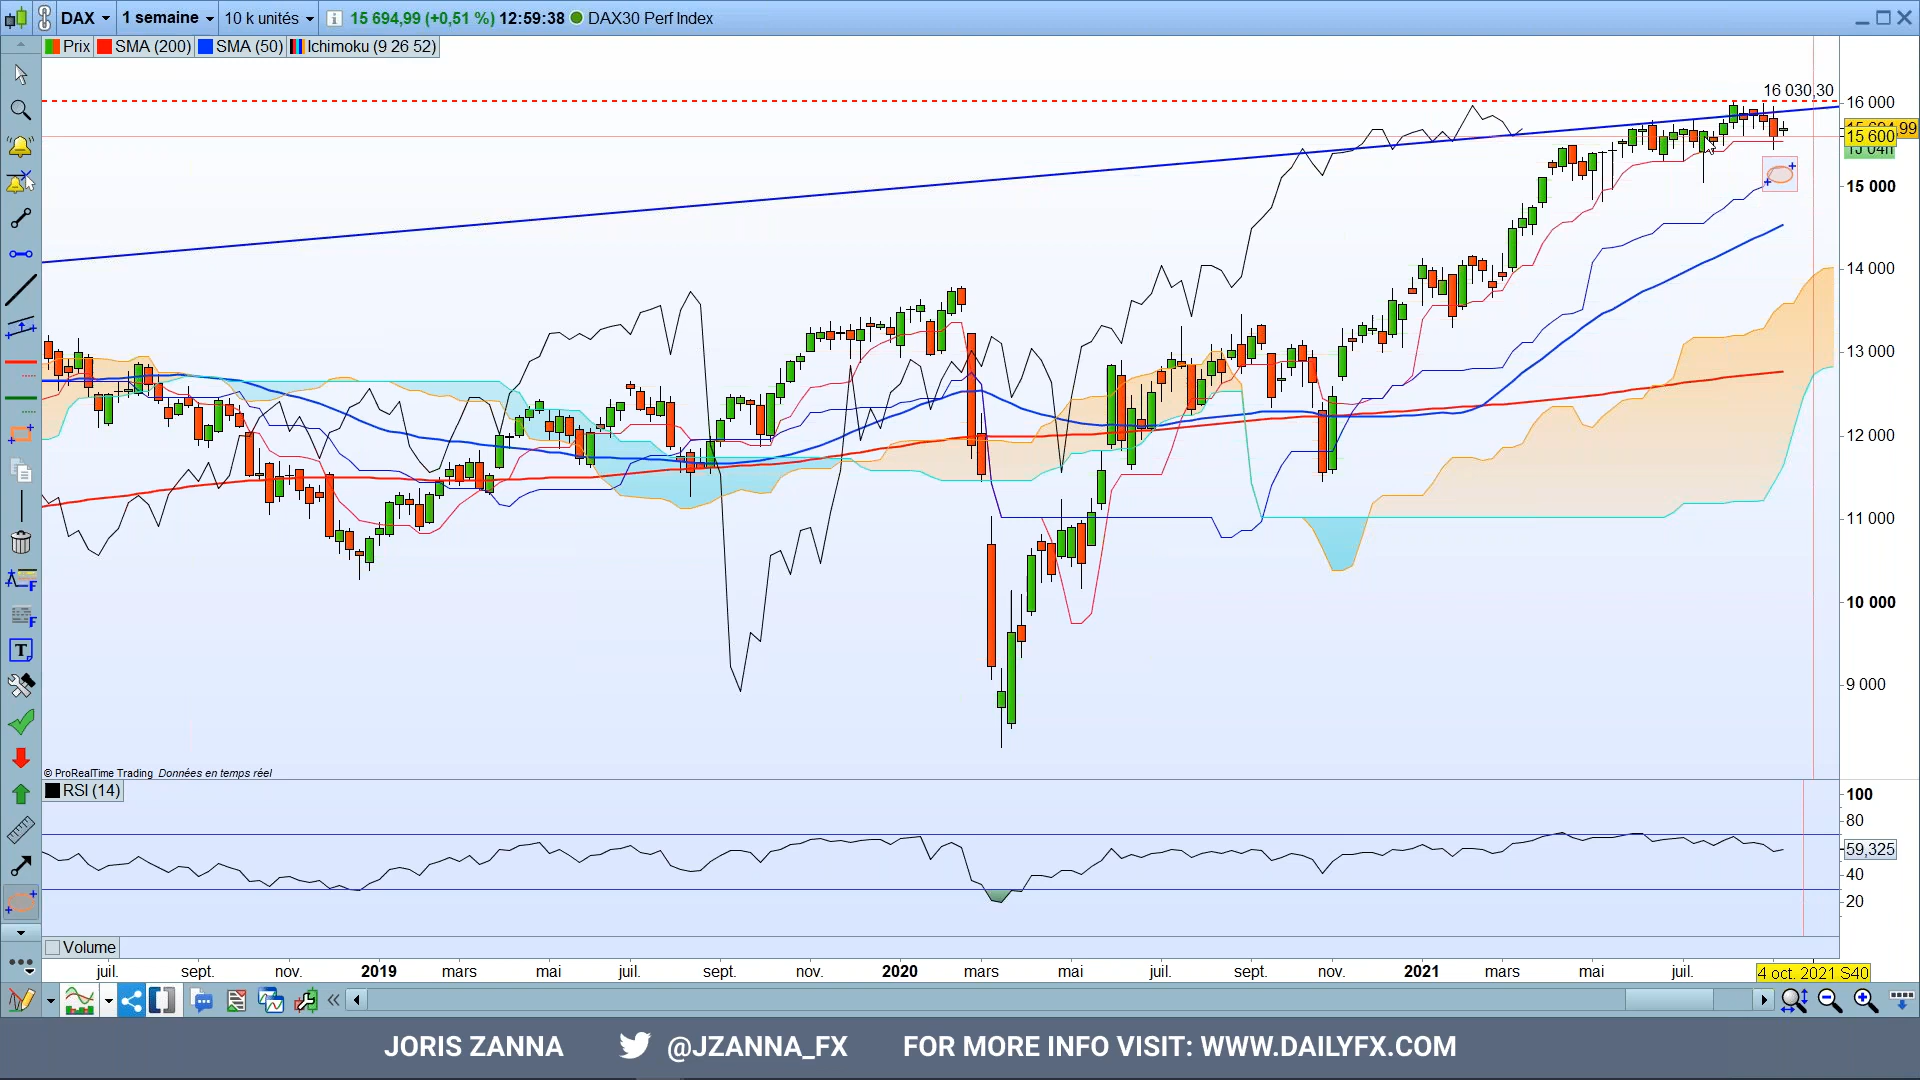 DAX 1 semaine 10 k unités 15 694,99 (+0,51 %) 12:59:38 DAX30 Perf Index
Prix SMA (200) SMA (50) Ichimoku (9 26 52)
16 030,30
16 000
15 600
15 000
14 000
13 000
12 000
11 000
10 000
9 000
© ProRealTime Trading Données en temps réel
RSI (14)
100
80
59,325
40
20
Volume
juil. sept. nov. 2019 mars mai juil. sept. nov. 2020 mars mai juil. sept. nov. 2021 mars mai juil. 4 oct. 2021 S40
JORIS ZANNA @JZANNA_FX FOR MORE INFO VISIT: WWW.DAILYFX.COM